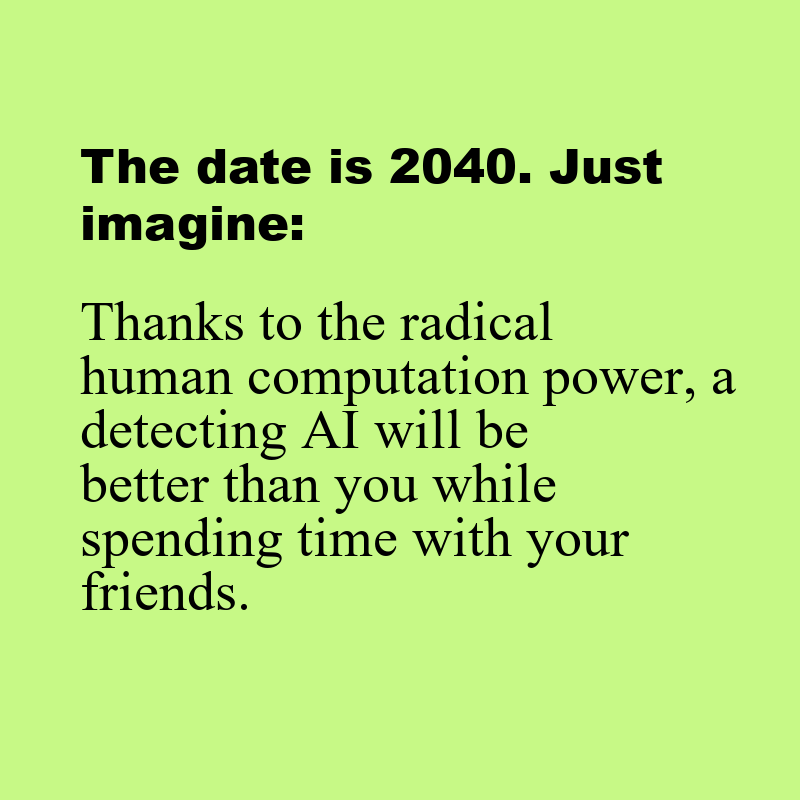 The date is 2040. Just
imagine:
Thanks to the radical
human computation power, a
detecting AI will be
better than you while
spending time with your
friends.